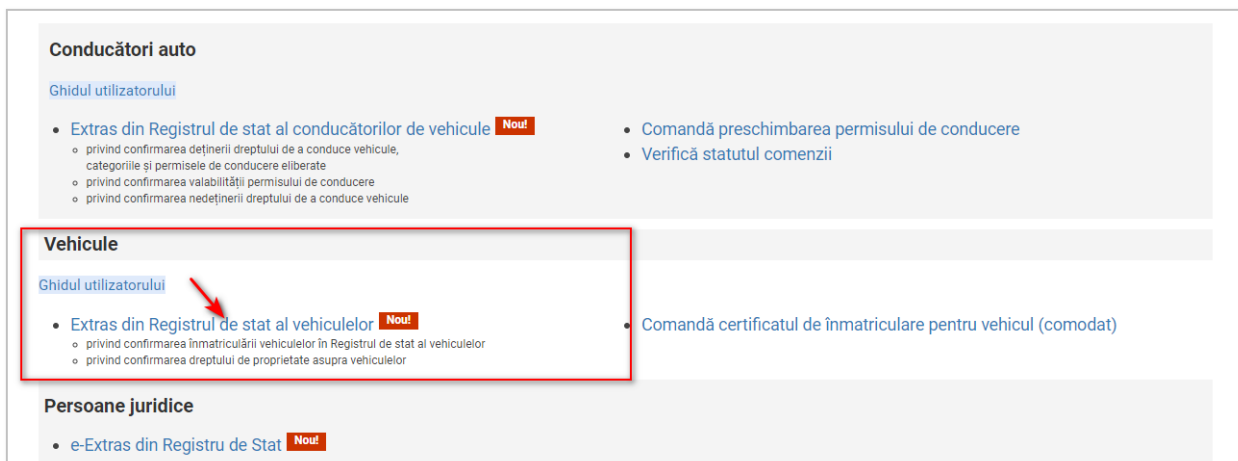 Conducători auto
Ghidul utilizatorului
Extras din Registrul de stat al conducătorilor de vehicule Nou!
privind confirmarea deținerii dreptului de a conduce vehicule,
categoriile și permisele de conducere eliberate
privind confirmarea valabilității permisului de conducere
privind confirmarea nedeținerii dreptului de a conduce vehicule
Comandă preschimbarea permisului de conducere
Verifică statutul comenzii
Vehicule
Ghidul utilizatorului
Extras din Registrul de stat al vehiculelor Nou!
privind confirmarea înmatriculării vehiculelor în Registrul de stat al vehiculelor
privind confirmarea dreptului de proprietate asupra vehiculelor
Comandă certificatul de înmatriculare pentru vehicul (comodat)
Persoane juridice
e-Extras din Registru de Stat Nou!